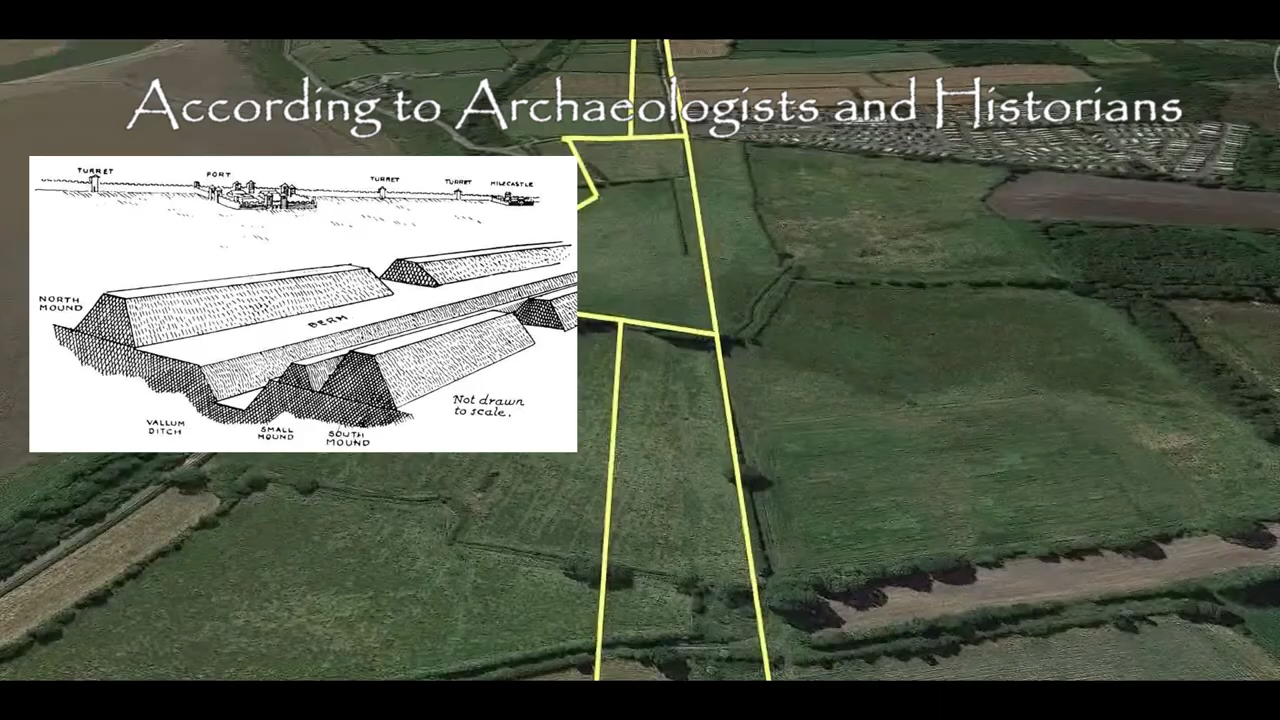 According to Archaeologists and Historians
TURRET
FORT
TURRET
TURRET
MILECASTLE
NORTH
MOUND
BERM
Not drawn
to scale.
VALLUM
DITCH
SMALL
MOUND
SOUTH
MOUND